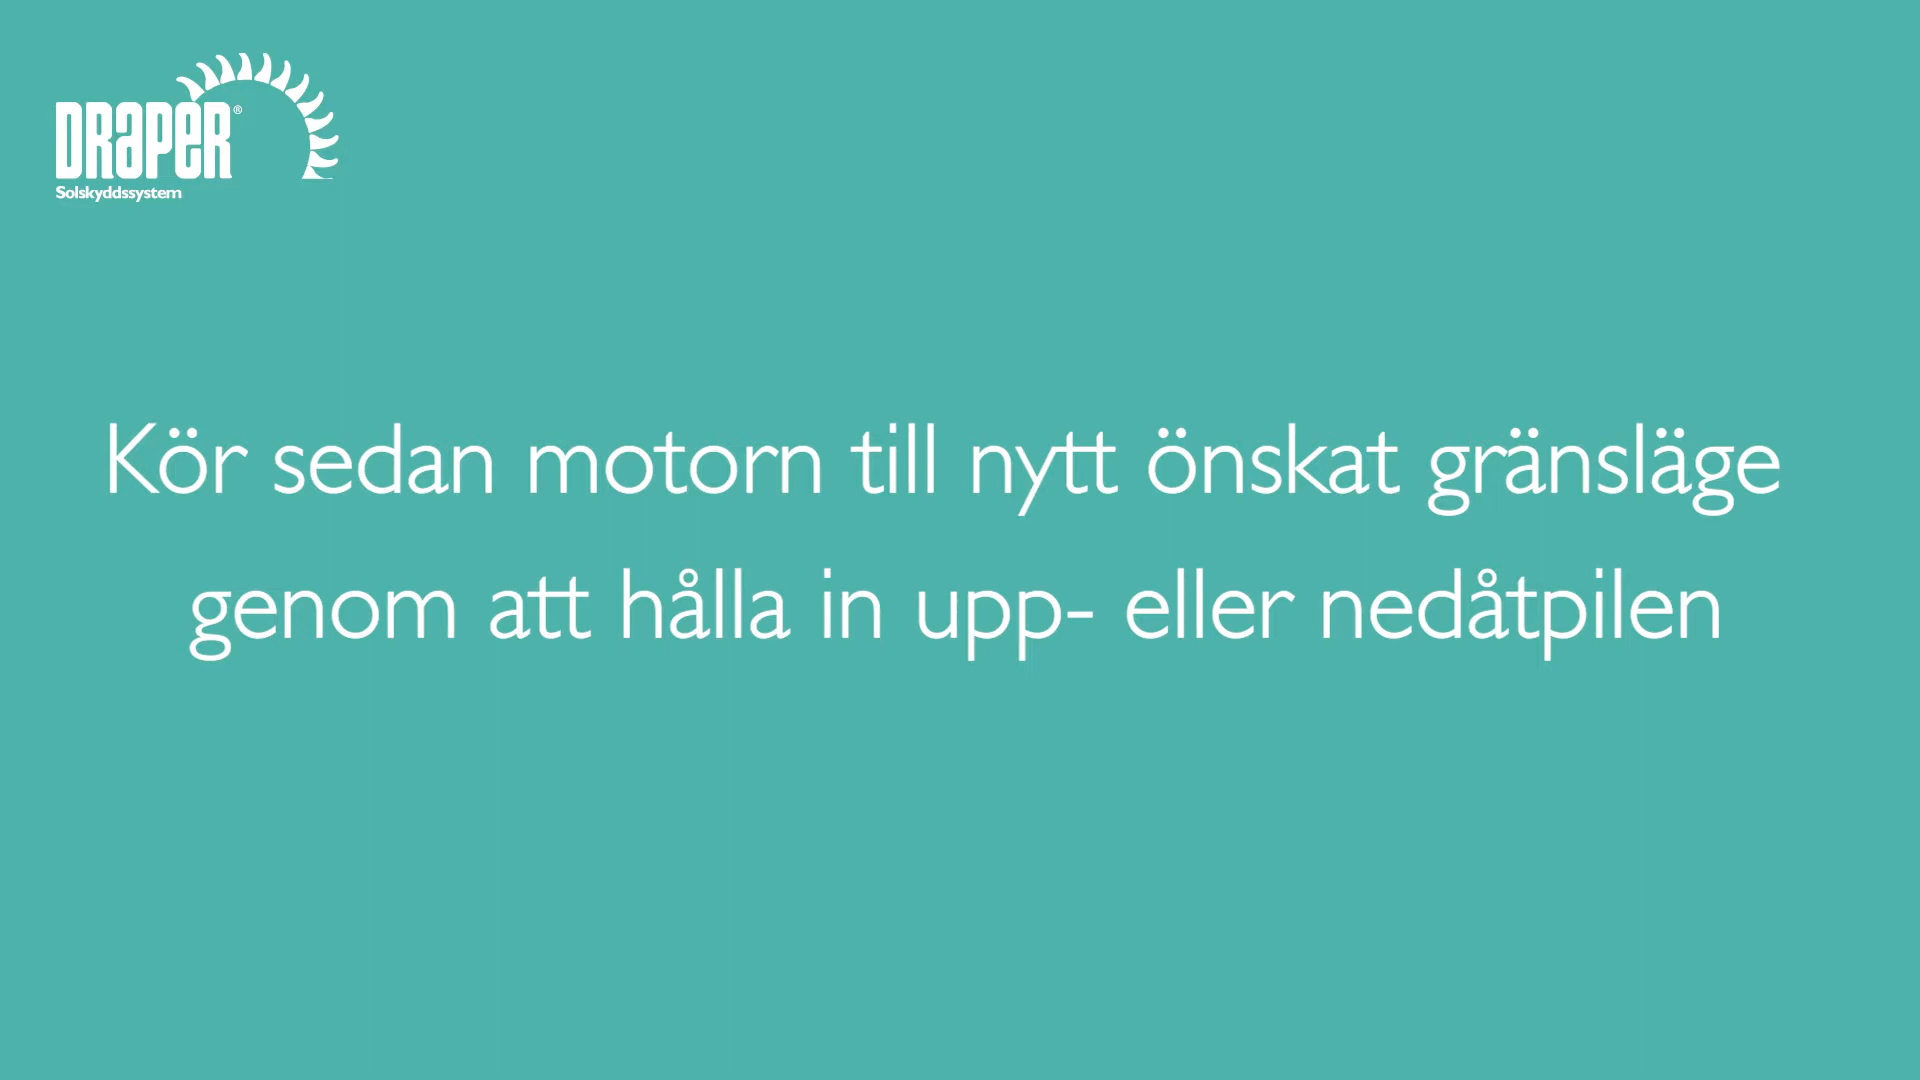 DRAPER®
Solskyddssystem
Kör sedan motorn till nytt önskat gränsläge
genom att hålla in upp- eller nedåtpilen